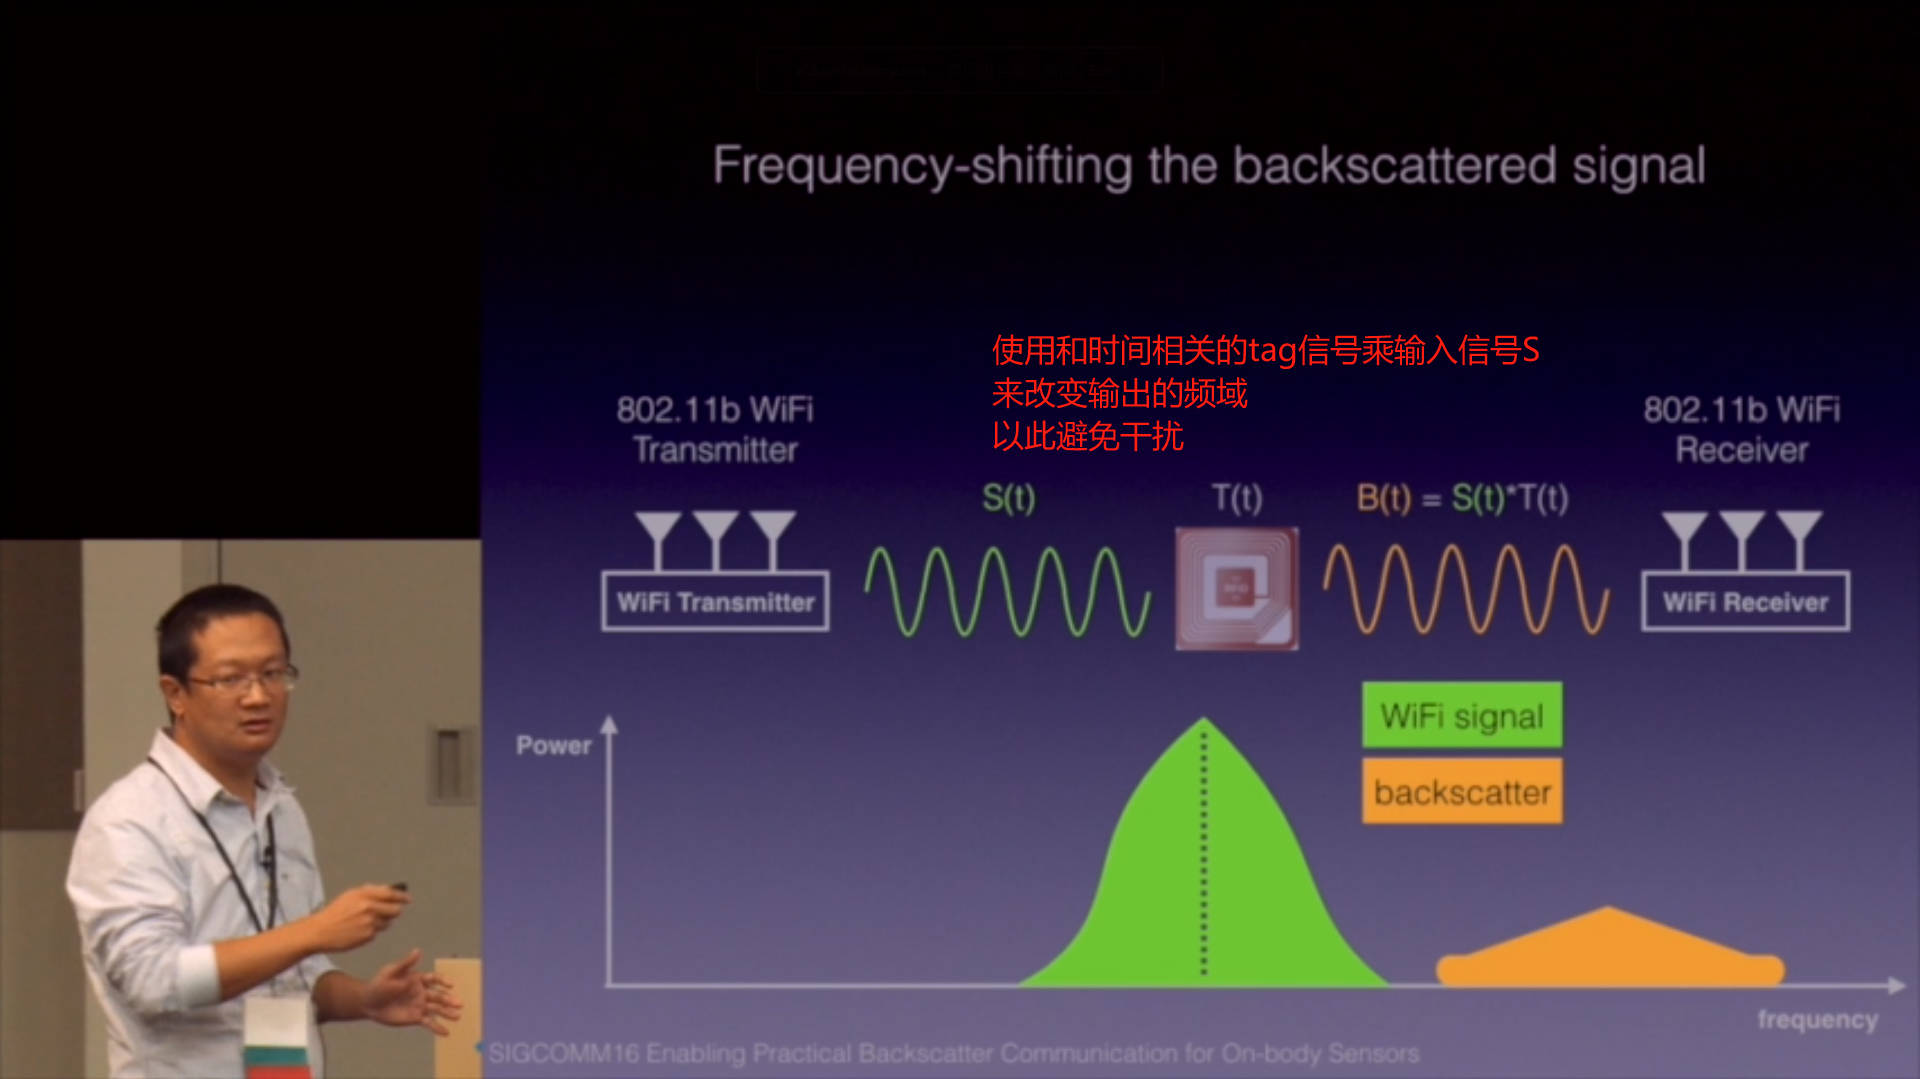 Frequency-shifting the backscattered signal
使用和时间相关的tag信号乘输入信号S
来改变输出的频域
以此避免干扰
802.11b WiFi
Transmitter
802.11b WiFi
Receiver
S(t)
T(t)
B(t) = S(t)*T(t)
WiFi Transmitter
WiFi Receiver
WiFi signal
Power
backscatter
frequency
SIGCOMM16 Enabling Practical Backscatter Communication for On-body Sensors